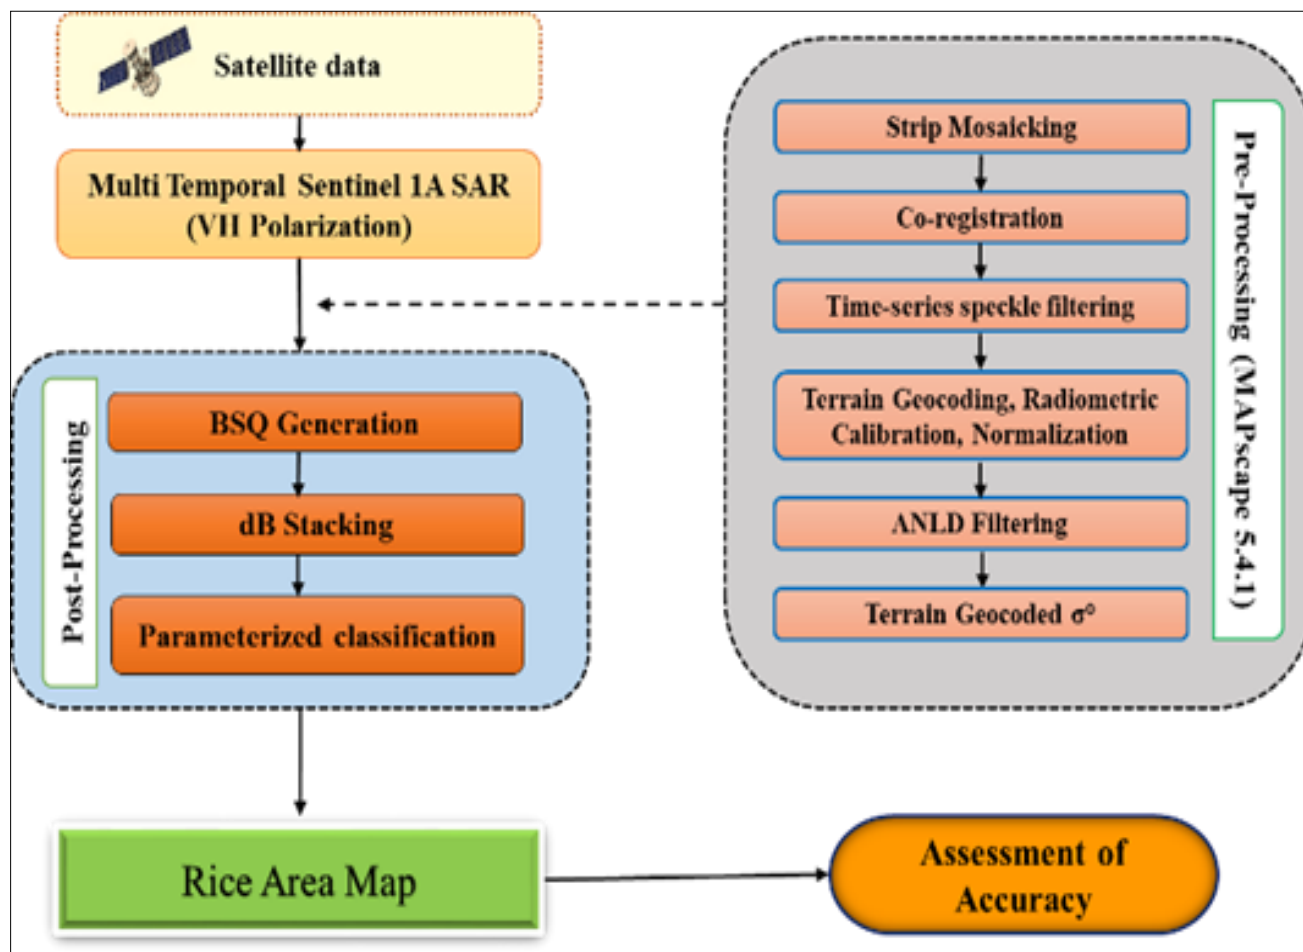 Satellite data
Multi Temporal Sentinel 1A SAR
(VII Polarization)
Post-Processing
BSQ Generation
dB Stacking
Parameterized classification
Rice Area Map
Assessment of
Accuracy
Strip Mosaicking
Co-registration
Time-series speckle filtering
Terrain Geocoding, Radiometric
Calibration, Normalization
ANLD Filtering
Terrain Geocoded σ°
Pre-Processing (MAPscape 5.4.1)